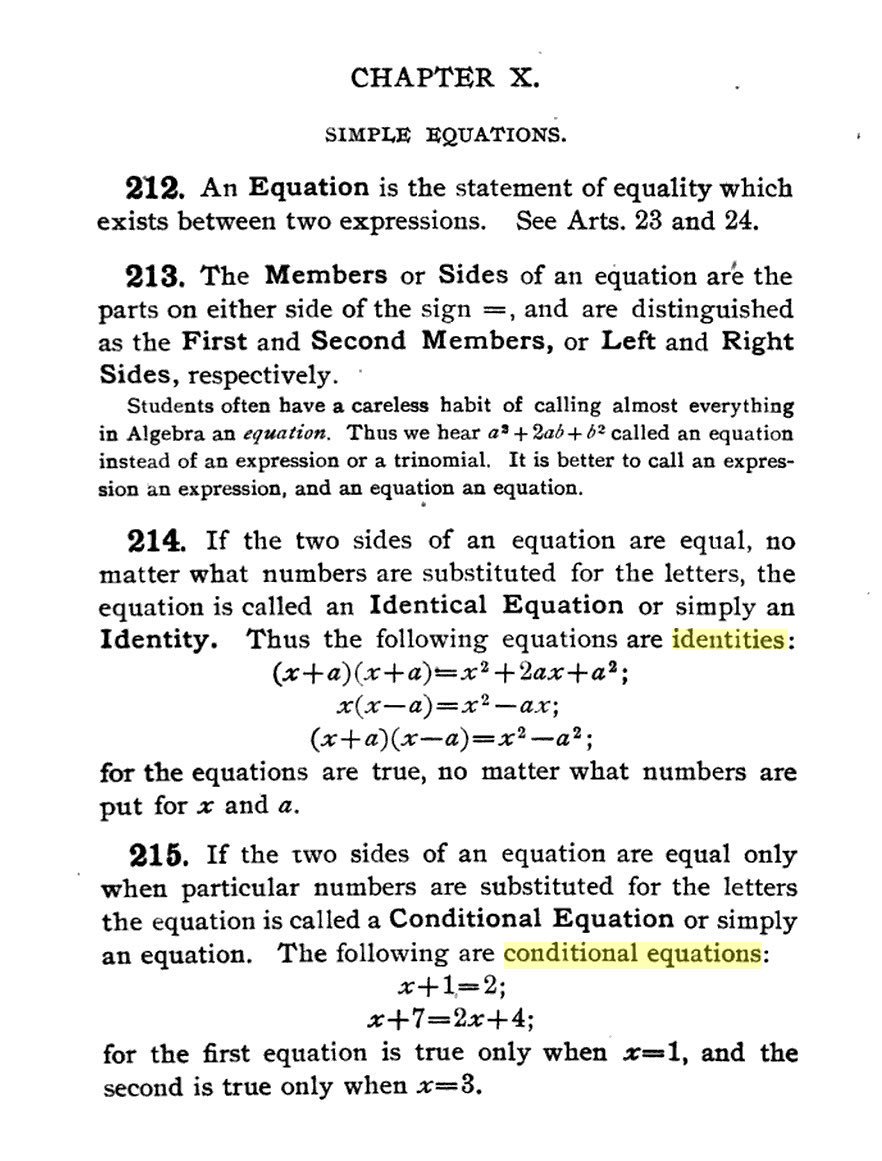 CHAPTER X.
SIMPLE EQUATIONS.
212. An Equation is the statement of equality which
exists between two expressions. See Arts. 23 and 24.
213. The Members or Sides of an equation are the
parts on either side of the sign =, and are distinguished
as the First and Second Members, or Left and Right
Sides, respectively.
Students often have a careless habit of calling almost everything
in Algebra an equation. Thus we hear a²+2ab+b² called an equation
instead of an expression or a trinomial. It is better to call an expres-
sion an expression, and an equation an equation.
214. If the two sides of an equation are equal, no
matter what numbers are substituted for the letters, the
equation is called an Identical Equation or simply an
Identity. Thus the following equations are identities:
(x+a)(x+a)=x²+2ax+a²;
x(x—a)=x²—ax;
(x+a)(x—a)=x²—a²;
for the equations are true, no matter what numbers are
put for x and a.
215. If the two sides of an equation are equal only
when particular numbers are substituted for the letters
the equation is called a Conditional Equation or simply
an equation. The following are conditional equations:
x+1=2;
x+7=2x+4;
for the first equation is true only when x=1, and the
second is true only when x=3.